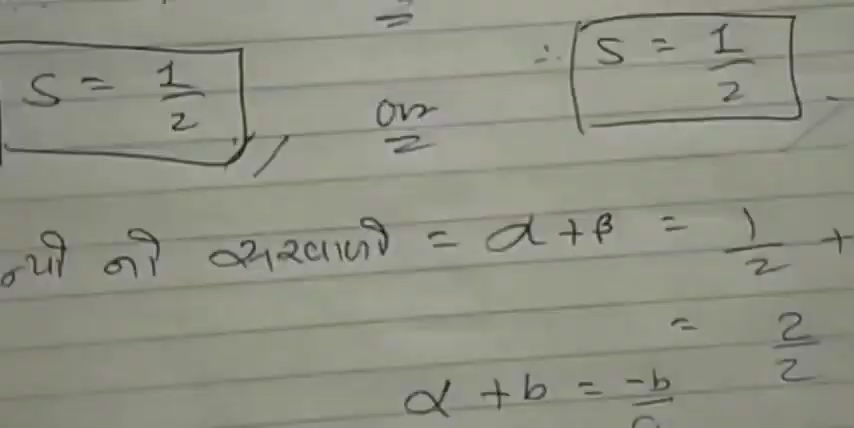 S = 1/2, or ∴ S = 1/2
ની સરવાળો = α + β = 1/2 +
= 2/2
α + b = -b/